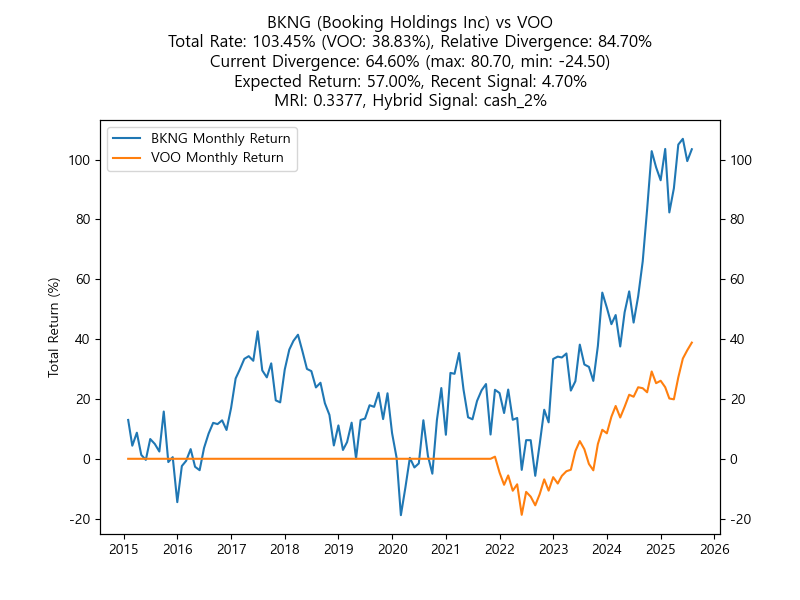 BKNG (Booking Holdings Inc) vs VOO
Total Rate: 103.45% (VOO: 38.83%), Relative Divergence: 84.70%
Current Divergence: 64.60% (max: 80.70, min: -24.50)
Expected Return: 57.00%, Recent Signal: 4.70%
MRI: 0.3377, Hybrid Signal: cash_2%
BKNG Monthly Return
VOO Monthly Return
Total Return (%)
100 100
80 80
60 60
40 40
20 20
0 0
-20 -20
2015 2016 2017 2018 2019 2020 2021 2022 2023 2024 2025 2026